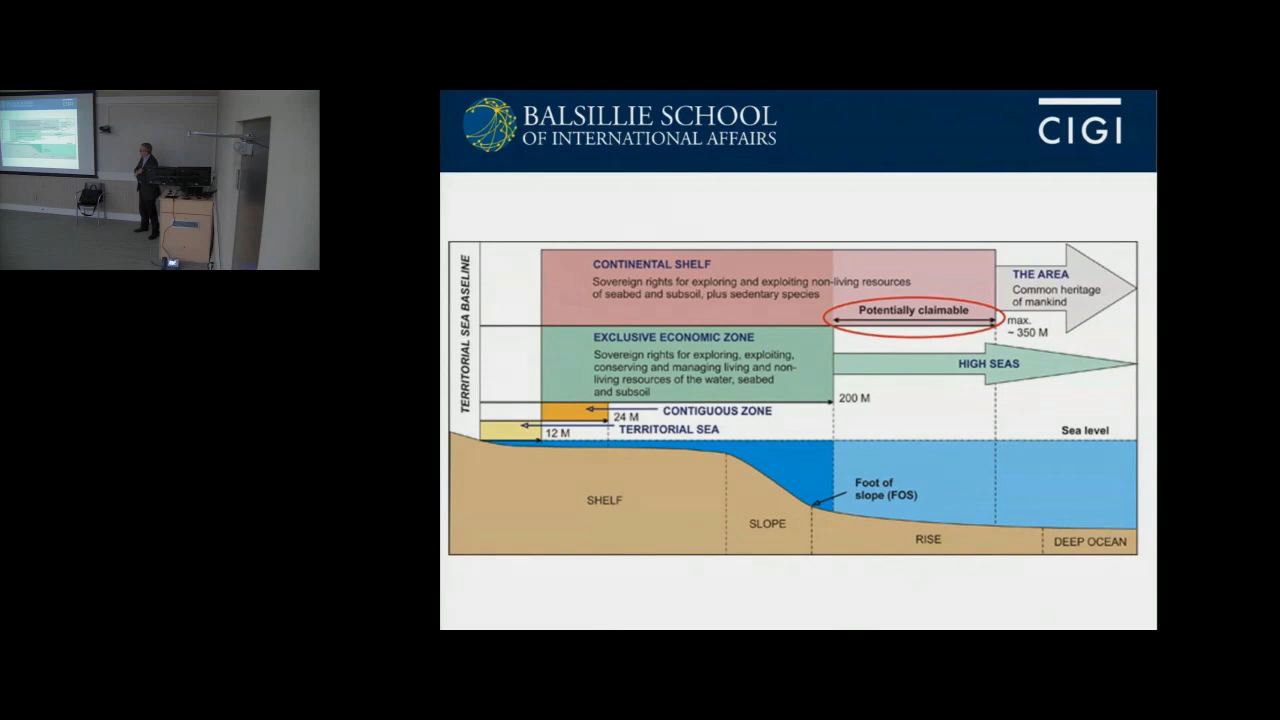 BALSILLIE SCHOOL
OF INTERNATIONAL AFFAIRS
CIGI
TERRITORIAL SEA BASELINE
CONTINENTAL SHELF
Sovereign rights for exploring and exploiting non-living resources
of seabed and subsoil, plus sedentary species
Potentially claimable
THE AREA
Common heritage
of mankind
max.
~ 350 M
EXCLUSIVE ECONOMIC ZONE
Sovereign rights for exploring, exploiting,
conserving and managing living and non-
living resources of the water, seabed
and subsoil
HIGH SEAS
200 M
24 M
CONTIGUOUS ZONE
12 M
TERRITORIAL SEA
Sea level
Foot of
slope (FOS)
SHELF
SLOPE
RISE
DEEP OCEAN